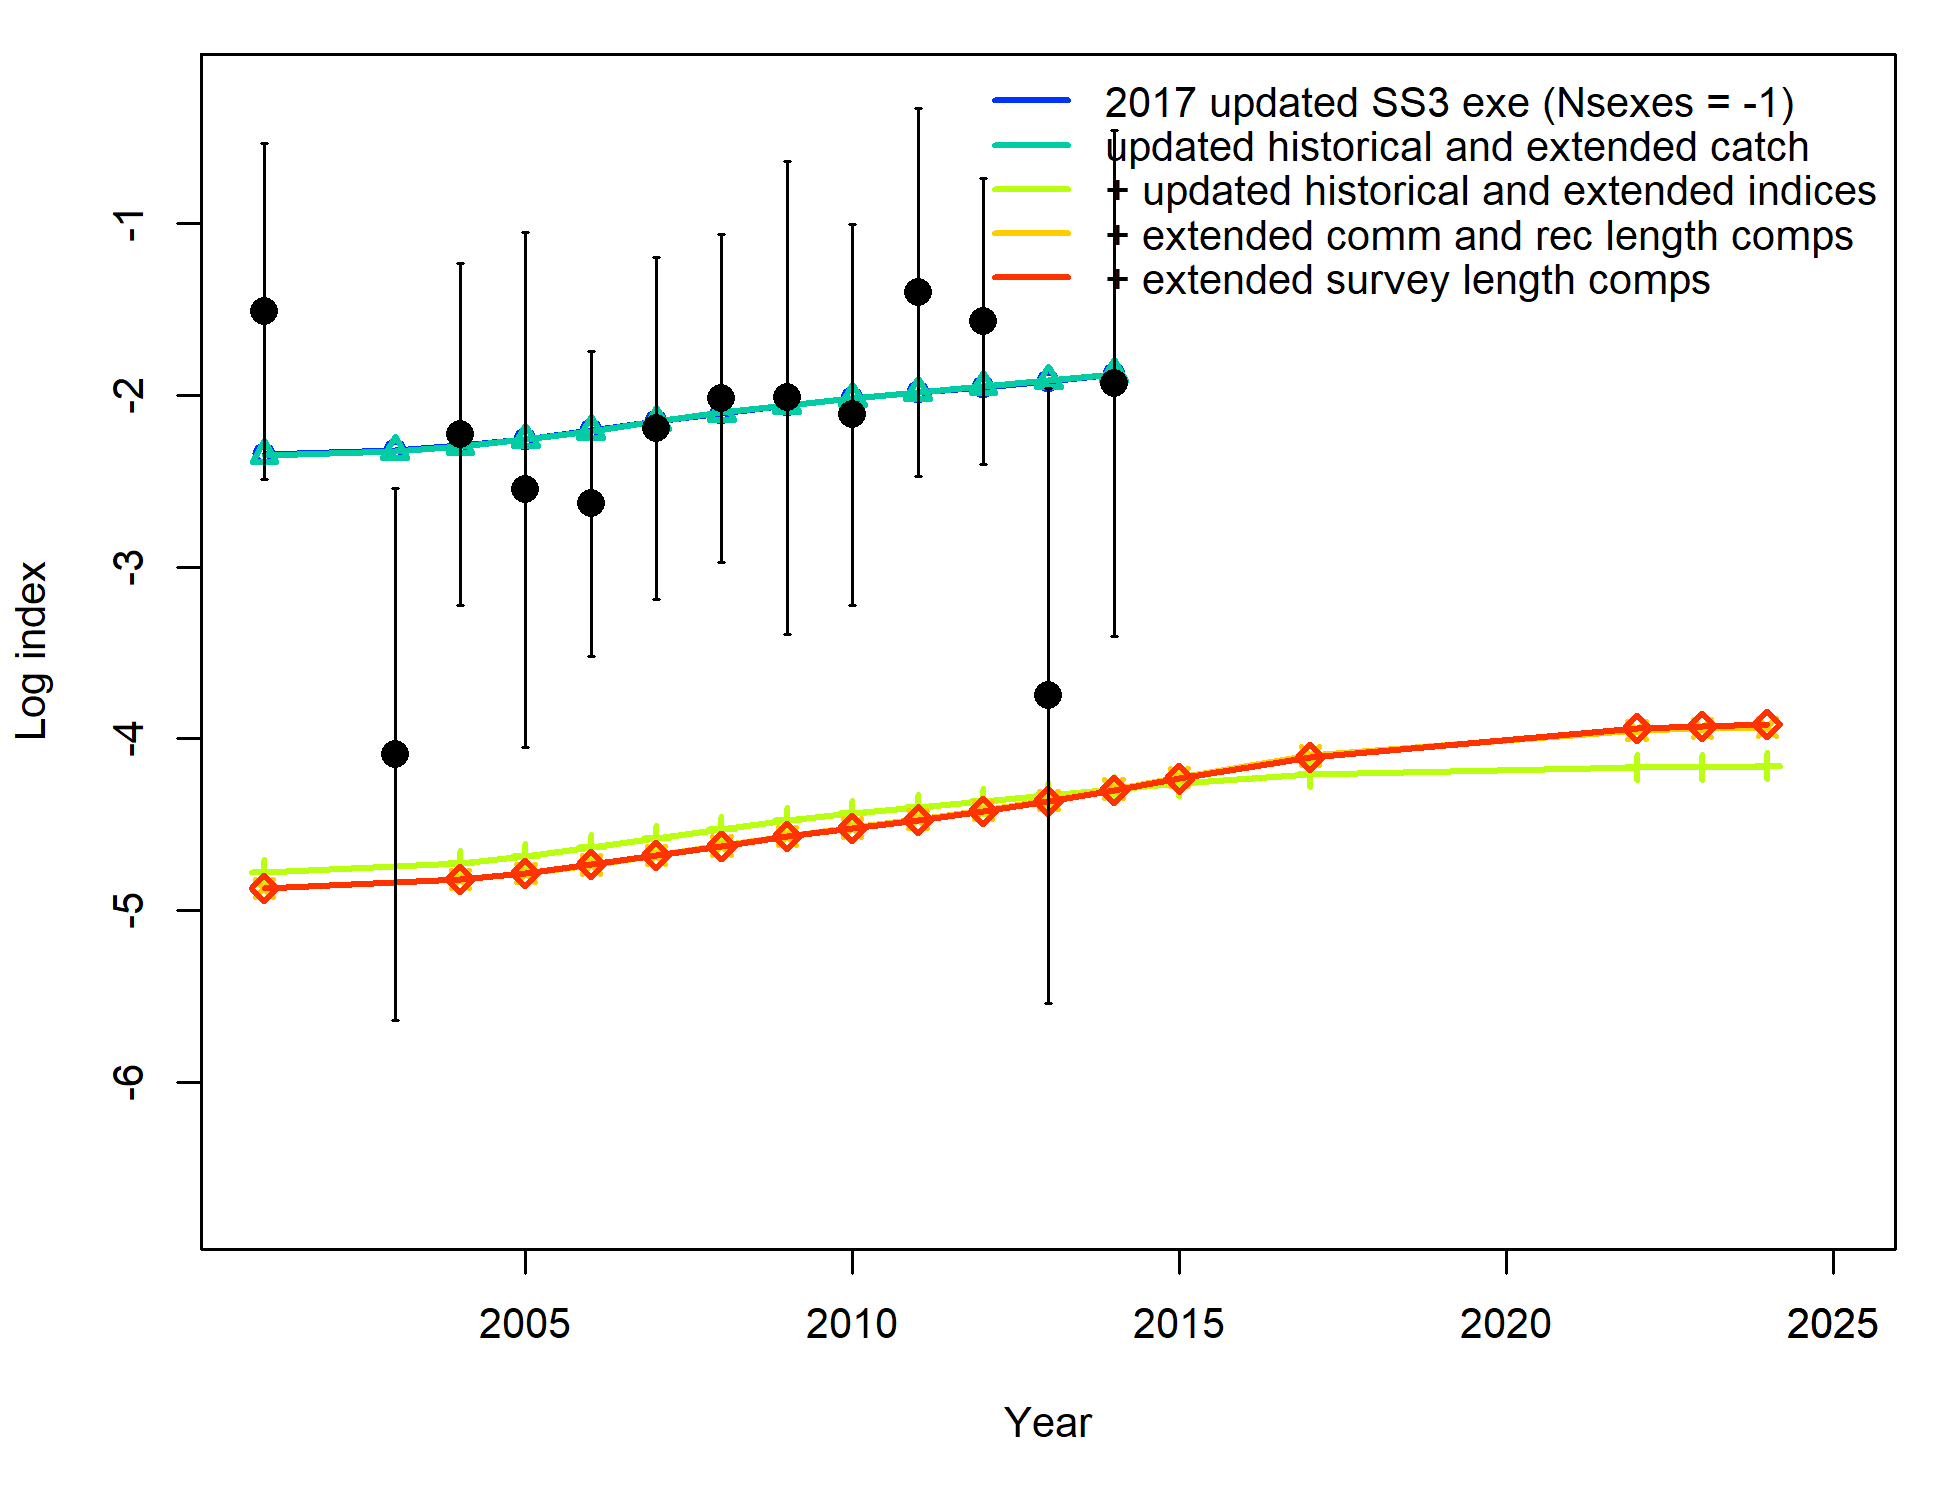 2017 updated SS3 exe (Nsexes = -1)
updated historical and extended catch
+ updated historical and extended indices
+ extended comm and rec length comps
+ extended survey length comps
-1
-2
-3
-4
-5
-6
Log index
2005 2010 2015 2020 2025
Year